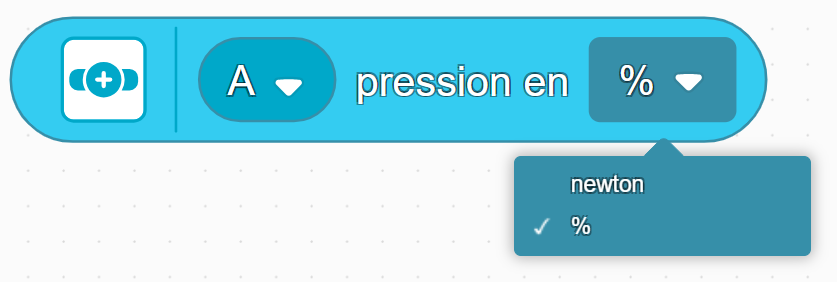 A pression en %
newton
✓ %